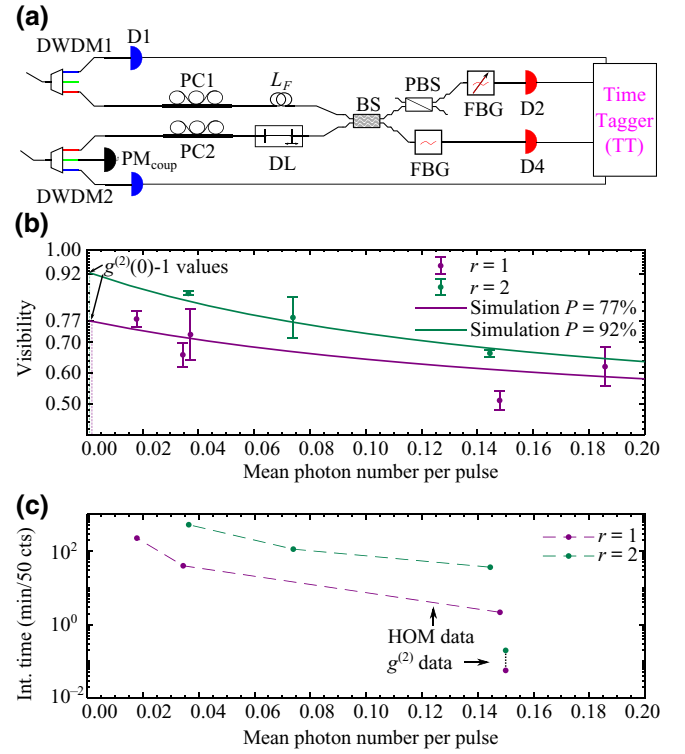 (a)
DWDM1
D1
PC1
L_F
BS
PBS
FBG
D2
Time
Tagger
(TT)
PC2
PM_coup
DL
FBG
D4
DWDM2
(b)
1.00
0.92
0.77
0.70
0.60
0.50
Visibility
g^(2)(0)-1 values
r = 1
r = 2
Simulation P = 77%
Simulation P = 92%
0.00 0.02 0.04 0.06 0.08 0.10 0.12 0.14 0.16 0.18 0.20
Mean photon number per pulse
(c)
Int. time (min/50 cts)
10^2
10^0
10^−2
r = 1
r = 2
HOM data
g^(2) data
0.00 0.02 0.04 0.06 0.08 0.10 0.12 0.14 0.16 0.18 0.20
Mean photon number per pulse